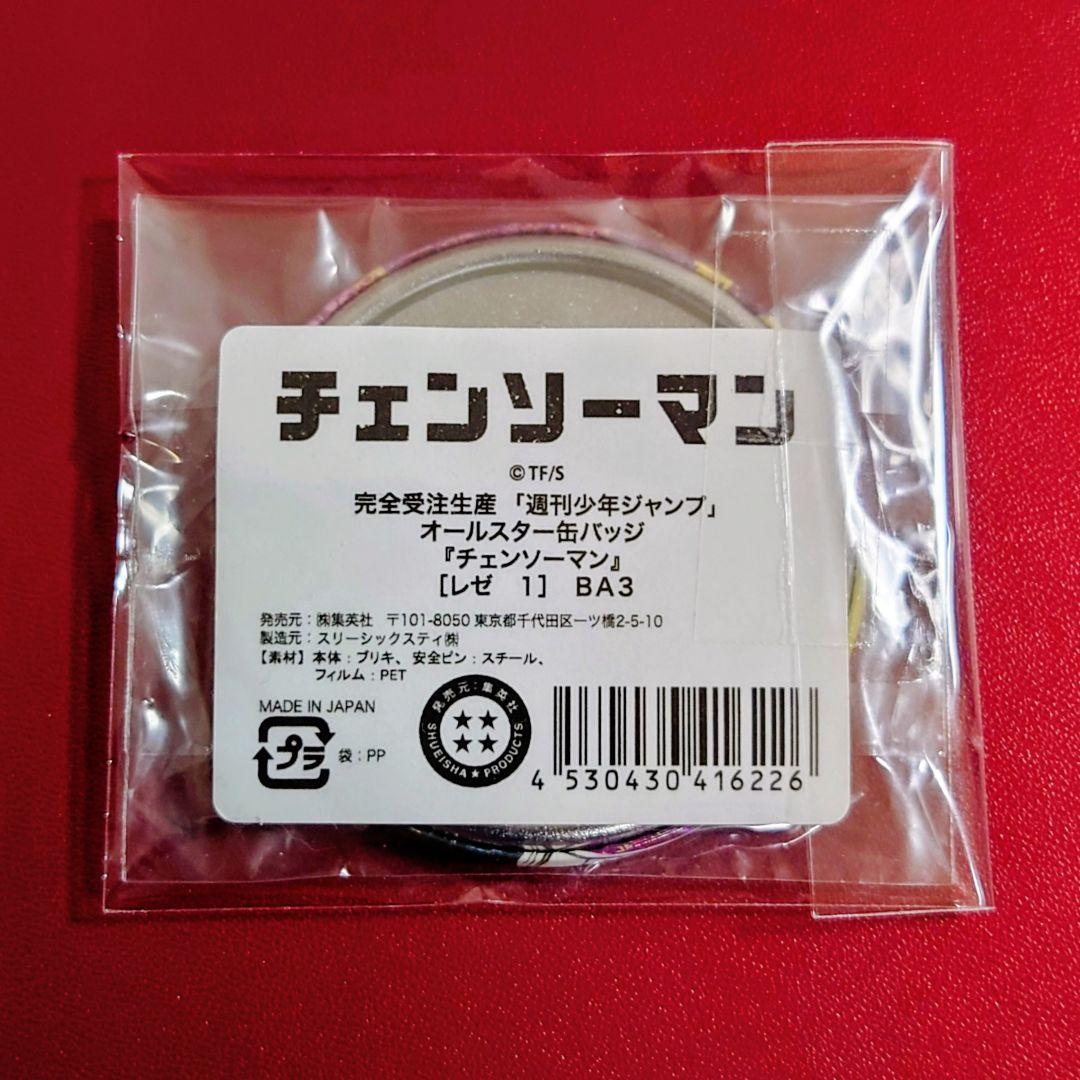 チェンソーマン
©TF/S
完全受注生産 「週刊少年ジャンプ」
オールスター缶バッジ
『チェンソーマン』
[レゼ　1]　BA3
発売元：㈱集英社　〒101-8050 東京都千代田区一ツ橋2-5-10
製造元：スリーシックスティ㈱
【素材】本体：ブリキ、安全ピン：スチール、
フィルム：PET
MADE IN JAPAN
プラ 袋：PP
発売元：集英社
SHUEISHA★PRODUCTS
4 530430 416226